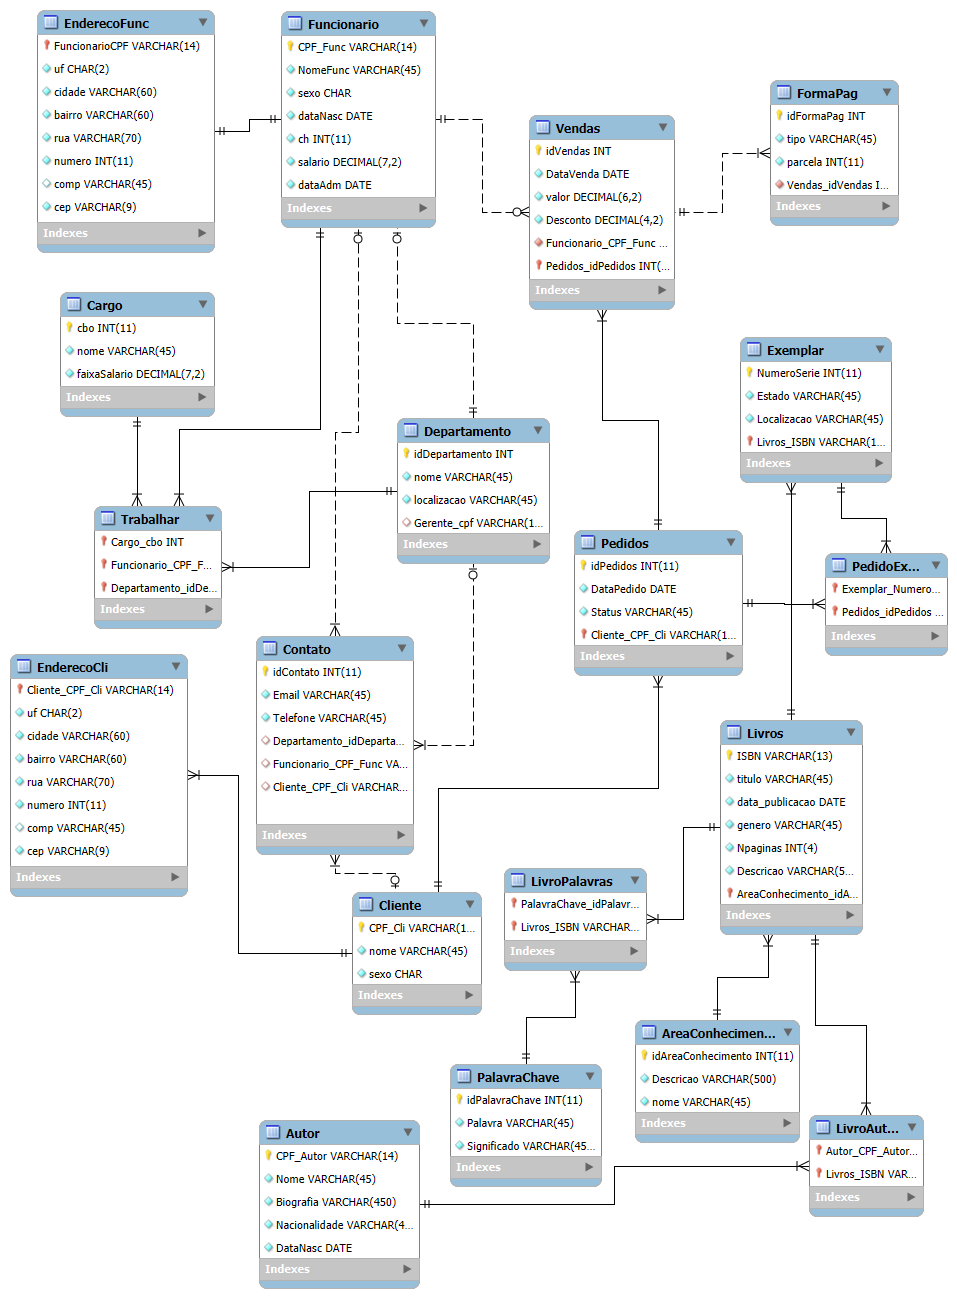 EnderecoFunc
FuncionarioCPF VARCHAR(14)
uf CHAR(2)
cidade VARCHAR(60)
bairro VARCHAR(60)
rua VARCHAR(70)
numero INT(11)
comp VARCHAR(45)
cep VARCHAR(9)
Indexes
Funcionario
CPF_Func VARCHAR(14)
NomeFunc VARCHAR(45)
sexo CHAR
dataNasc DATE
ch INT(11)
salario DECIMAL(7,2)
dataAdm DATE
Indexes
Vendas
idVendas INT
DataVenda DATE
valor DECIMAL(6,2)
Desconto DECIMAL(4,2)
Funcionario_CPF_Func ...
Pedidos_idPedidos INT(...
Indexes
FormaPag
idFormaPag INT
tipo VARCHAR(45)
parcela INT(11)
Vendas_idVendas I...
Indexes
Cargo
cbo INT(11)
nome VARCHAR(45)
faixaSalario DECIMAL(7,2)
Indexes
Exemplar
NumeroSerie INT(11)
Estado VARCHAR(45)
Localizacao VARCHAR(45)
Livros_ISBN VARCHAR(1...
Indexes
Departamento
idDepartamento INT
nome VARCHAR(45)
localizacao VARCHAR(45)
Gerente_cpf VARCHAR(1...
Indexes
Trabalhar
Cargo_cbo INT
Funcionario_CPF_F...
Departamento_idDe...
Indexes
Pedidos
idPedidos INT(11)
DataPedido DATE
Status VARCHAR(45)
Cliente_CPF_Cli VARCHAR(1...
Indexes
PedidoEx...
Exemplar_Numero...
Pedidos_idPedidos ...
Indexes
Contato
idContato INT(11)
Email VARCHAR(45)
Telefone VARCHAR(45)
Departamento_idDeparta...
Funcionario_CPF_Func VA...
Cliente_CPF_Cli VARCHAR...
Indexes
EnderecoCli
Cliente_CPF_Cli VARCHAR(14)
uf CHAR(2)
cidade VARCHAR(60)
bairro VARCHAR(60)
rua VARCHAR(70)
numero INT(11)
comp VARCHAR(45)
cep VARCHAR(9)
Indexes
Livros
ISBN VARCHAR(13)
titulo VARCHAR(45)
data_publicacao DATE
genero VARCHAR(45)
Npaginas INT(4)
Descricao VARCHAR(5...
AreaConhecimento_idA...
Indexes
LivroPalavras
PalavraChave_idPalavr...
Livros_ISBN VARCHAR...
Indexes
Cliente
CPF_Cli VARCHAR(1...
nome VARCHAR(45)
sexo CHAR
Indexes
AreaConhecimen...
idAreaConhecimento INT(11)
Descricao VARCHAR(500)
nome VARCHAR(45)
Indexes
PalavraChave
idPalavraChave INT(11)
Palavra VARCHAR(45)
Significado VARCHAR(45...
Indexes
LivroAut...
Autor_CPF_Autor...
Livros_ISBN VAR...
Indexes
Autor
CPF_Autor VARCHAR(14)
Nome VARCHAR(45)
Biografia VARCHAR(450)
Nacionalidade VARCHAR(4...
DataNasc DATE
Indexes